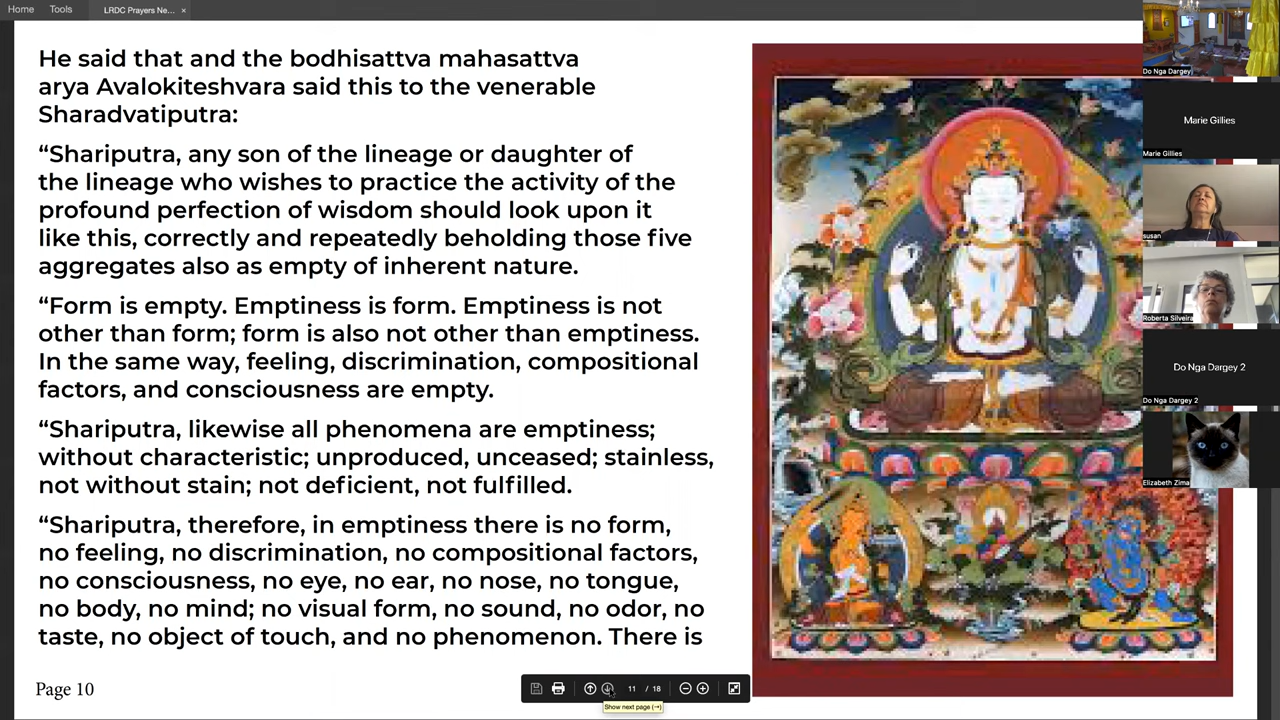 Home
Tools
LRDC Prayers Ne...
×
He said that and the bodhisattva mahasattva
arya Avalokiteshvara said this to the venerable
Sharadvatiputra:
“Shariputra, any son of the lineage or daughter of
the lineage who wishes to practice the activity of the
profound perfection of wisdom should look upon it
like this, correctly and repeatedly beholding those five
aggregates also as empty of inherent nature.
“Form is empty. Emptiness is form. Emptiness is not
other than form; form is also not other than emptiness.
In the same way, feeling, discrimination, compositional
factors, and consciousness are empty.
“Shariputra, likewise all phenomena are emptiness;
without characteristic; unproduced, unceased; stainless,
not without stain; not deficient, not fulfilled.
“Shariputra, therefore, in emptiness there is no form,
no feeling, no discrimination, no compositional factors,
no consciousness, no eye, no ear, no nose, no tongue,
no body, no mind; no visual form, no sound, no odor, no
taste, no object of touch, and no phenomenon. There is
Page 10
11 / 18
Show next page (→)
Do Nga Dargey
Marie Gillies
Marie Gillies
susan
Roberta Silveira
Do Nga Dargey 2
Do Nga Dargey 2
Elizabeth Zima